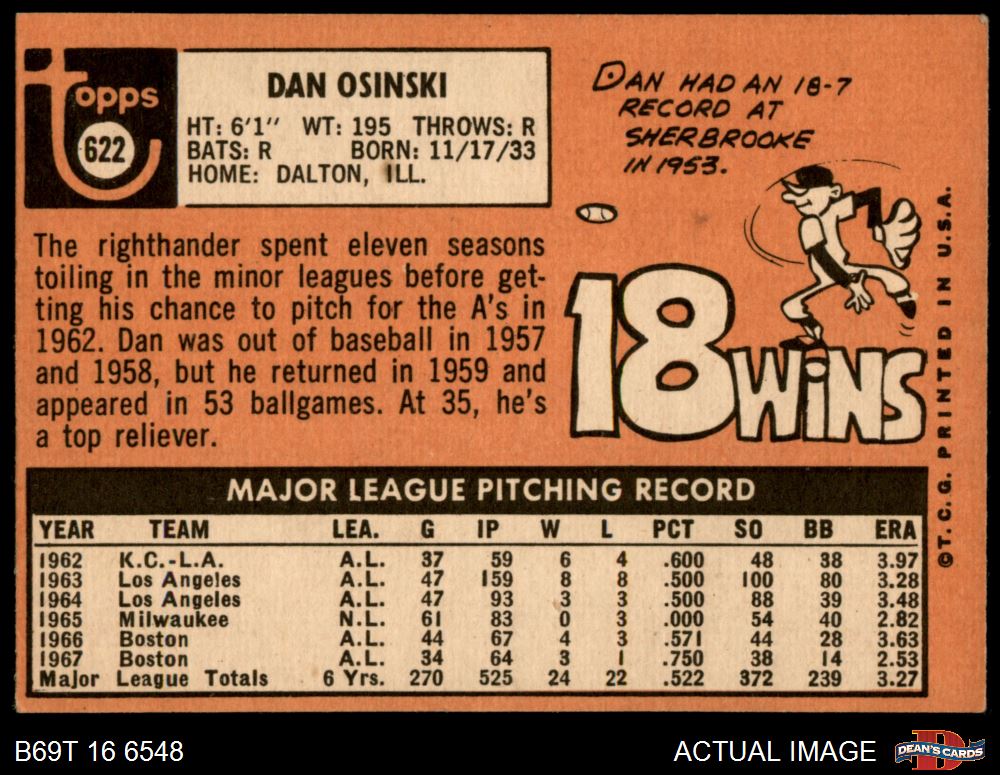 topps
622
DAN OSINSKI
HT: 6'1" WT: 195 THROWS: R
BATS: R BORN: 11/17/33
HOME: DALTON, ILL.
DAN HAD AN 18-7
RECORD AT
SHERBROOKE
IN 1953.
18 WINS
The righthander spent eleven seasons
toiling in the minor leagues before get-
ting his chance to pitch for the A's in
1962. Dan was out of baseball in 1957
and 1958, but he returned in 1959 and
appeared in 53 ballgames. At 35, he's
a top reliever.
©T. C. G. PRINTED IN U.S.A.
MAJOR LEAGUE PITCHING RECORD
YEAR TEAM LEA. G IP W L PCT SO BB ERA
1962 K.C.-L.A. A.L. 37 59 6 4 .600 48 38 3.97
1963 Los Angeles A.L. 47 159 8 8 .500 100 80 3.28
1964 Los Angeles A.L. 47 93 3 3 .500 88 39 3.48
1965 Milwaukee N.L. 61 83 0 3 .000 54 40 2.82
1966 Boston A.L. 44 67 4 3 .571 44 28 3.63
1967 Boston A.L. 34 64 3 1 .750 38 14 2.53
Major League Totals 6 Yrs. 270 525 24 22 .522 372 239 3.27
B69T 16 6548
ACTUAL IMAGE
D
DEAN'S CARDS